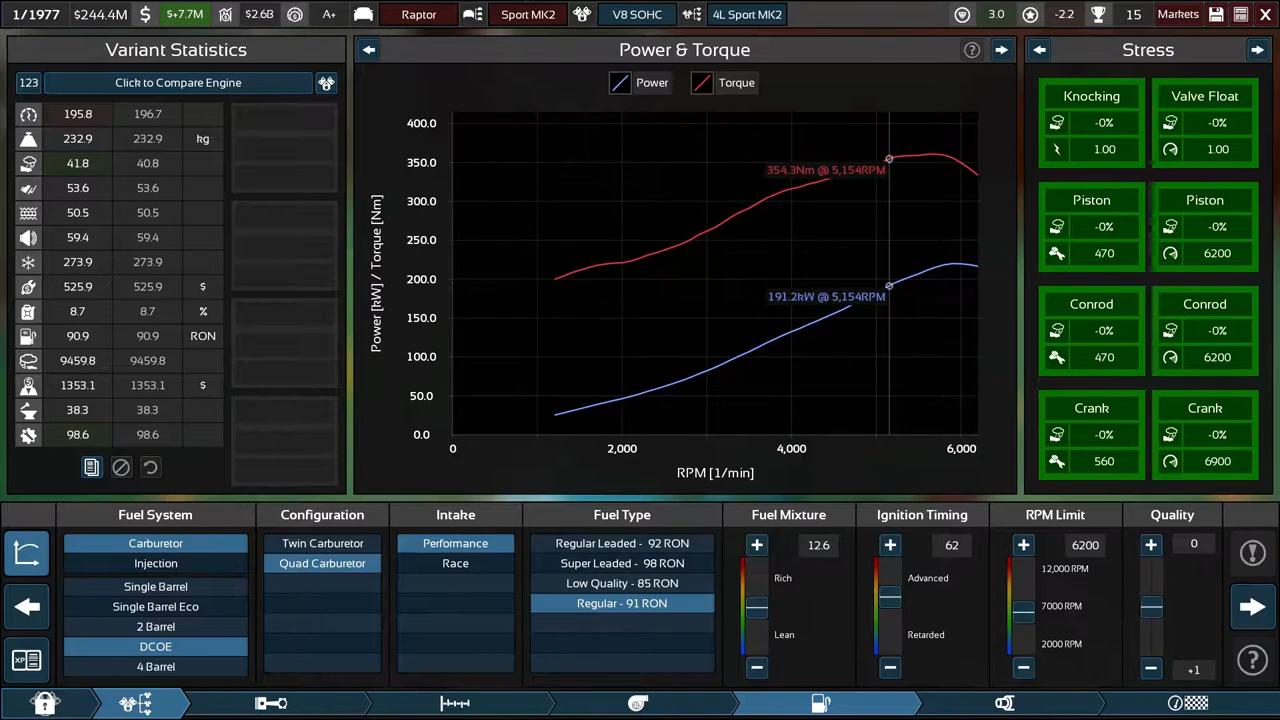 1/1977 $244.4M $ $+7.7M $2.6B A+ Raptor Sport MK2 V8 SOHC 4L Sport MK2 3.0 -2.2 15 Markets
Variant Statistics
123 Click to Compare Engine
195.8 196.7
232.9 232.9 kg
41.8 40.8
53.6 53.6
50.5 50.5
59.4 59.4
273.9 273.9
525.9 525.9 $
8.7 8.7 %
90.9 90.9 RON
9459.8 9459.8
1353.1 1353.1 $
38.3 38.3
98.6 98.6
Power & Torque
?
Power Torque
400.0
350.0
300.0
250.0
200.0
150.0
100.0
50.0
0.0
Power [kW] / Torque [Nm]
354.3Nm @ 5,154RPM
191.2kW @ 5,154RPM
0 2,000 4,000 6,000
RPM [1/min]
Stress
Knocking Valve Float
-0% -0%
1.00 1.00
Piston Piston
-0% -0%
470 6200
Conrod Conrod
-0% -0%
470 6200
Crank Crank
-0% -0%
560 6900
Fuel System
Carburetor
Injection
Single Barrel
Single Barrel Eco
2 Barrel
DCOE
4 Barrel
Configuration
Twin Carburetor
Quad Carburetor
Intake
Performance
Race
Fuel Type
Regular Leaded - 92 RON
Super Leaded - 98 RON
Low Quality - 85 RON
Regular - 91 RON
Fuel Mixture
12.6
Rich
Lean
Ignition Timing
62
Advanced
Retarded
RPM Limit
6200
12,000 RPM
7000 RPM
2000 RPM
Quality
0
+1
XP
?